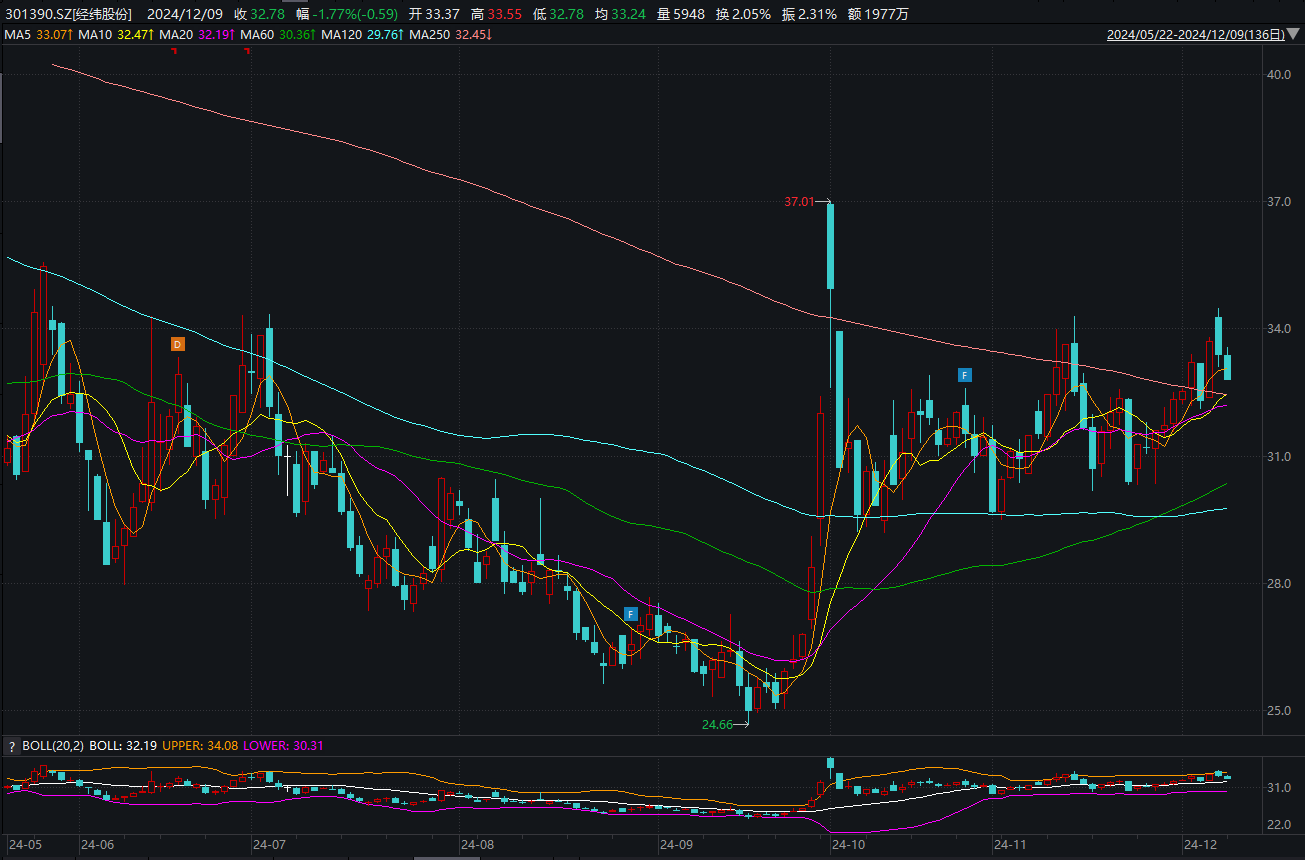 301390.SZ[经纬股份] 2024/12/09 收 32.78 幅 -1.77%(-0.59) 开 33.37 高 33.55 低 32.78 均 33.24 量 5948 换 2.05% 振 2.31% 额 1977万
MA5 33.07↑ MA10 32.47↑ MA20 32.19↑ MA60 30.36↑ MA120 29.76↑ MA250 32.45↓ 2024/05/22-2024/12/09(136日)▼
40.0
37.01 37.0
34.0
D
F
31.0
28.0
F
24.66 25.0
? BOLL(20,2) BOLL: 32.19 UPPER: 34.08 LOWER: 30.31
31.0
22.0
24-05 24-06 24-07 24-08 24-09 24-10 24-11 24-12